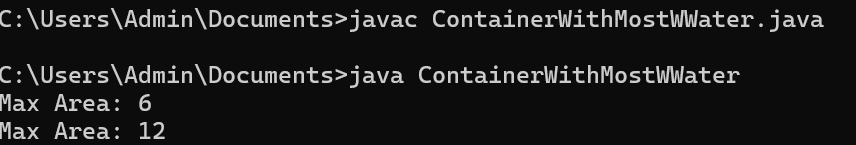 C:\Users\Admin\Documents>javac ContainerWithMostWWater.java
C:\Users\Admin\Documents>java ContainerWithMostWWater
Max Area: 6
Max Area: 12